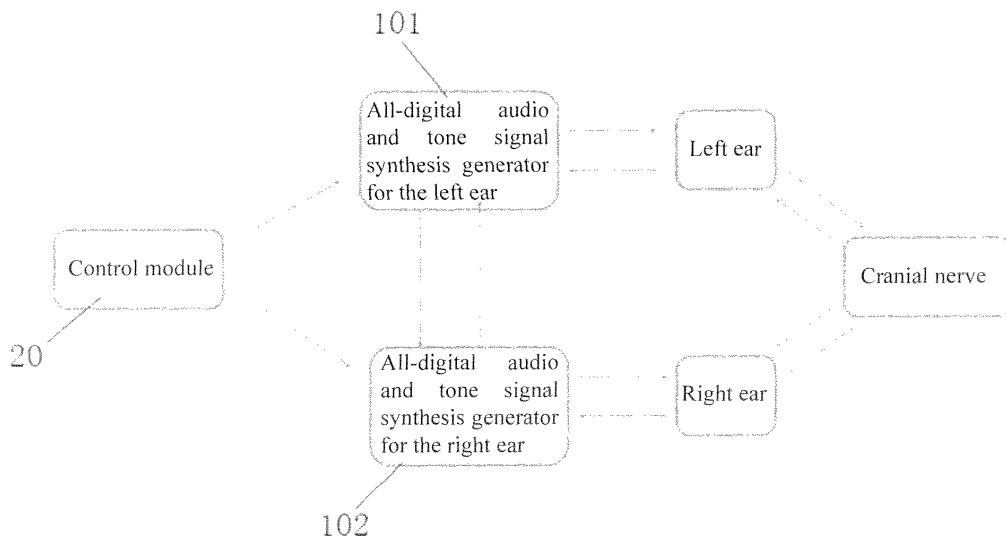 101
All-digital audio
and tone signal
synthesis generator
for the left ear
Left ear
Control module
Cranial nerve
20
All-digital audio
and tone signal
synthesis generator
for the right ear
Right ear
102